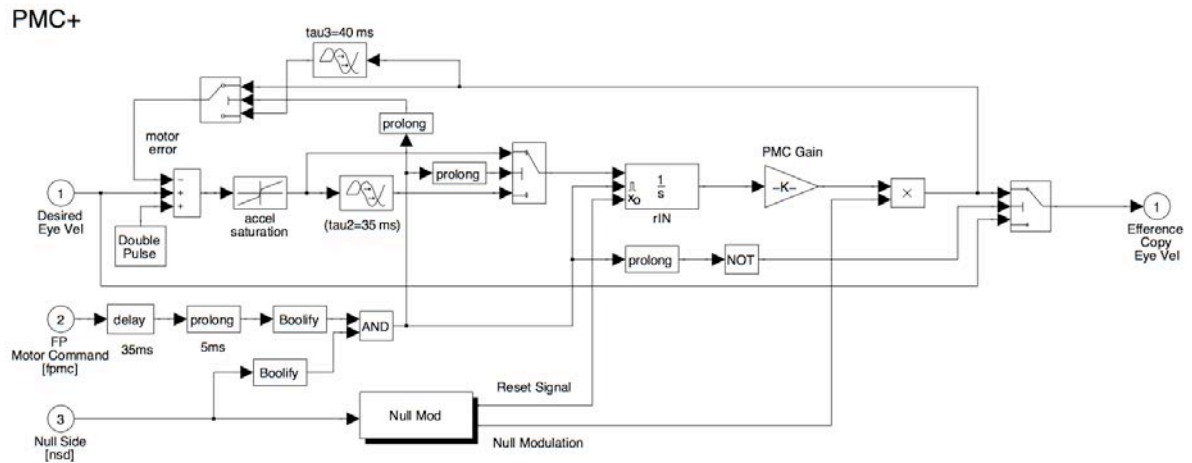 PMC+
tau3=40 ms
prolong
motor
error
PMC Gain
prolong
1
Desired
Eye Vel
−
+
+
accel
saturation
(tau2=35 ms)
1
s
xo
rIN
-K-
×
1
Efference
Copy
Eye Vel
Double
Pulse
prolong
NOT
2
FP
Motor Command
[fpmc]
delay
35ms
prolong
5ms
Boolify
AND
Boolify
Reset Signal
3
Null Side
[nsd]
Null Mod
Null Modulation